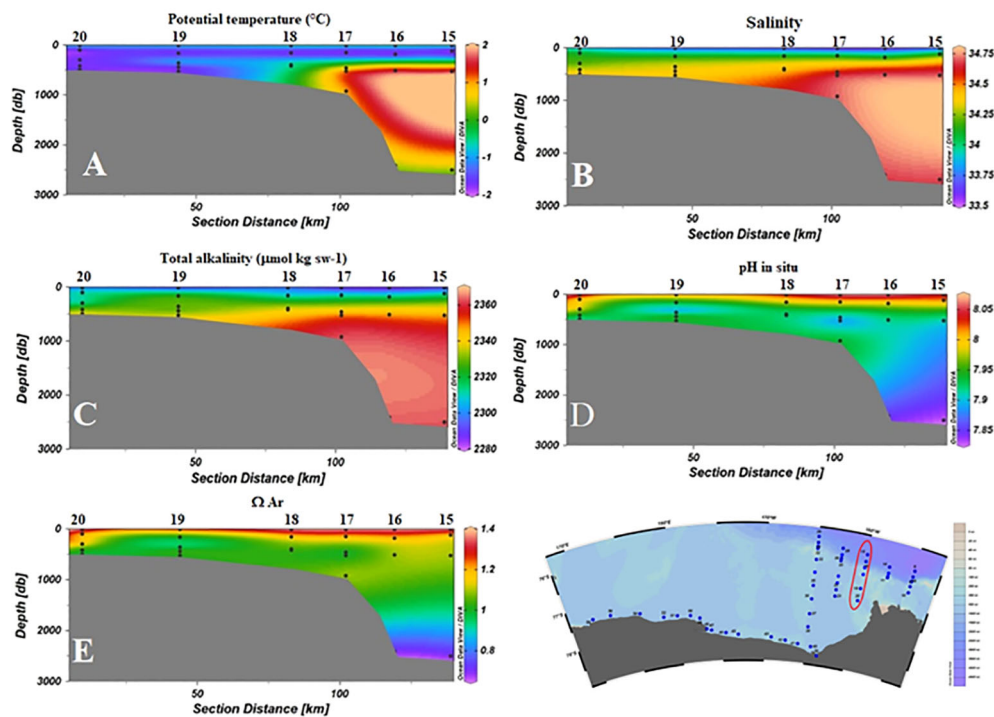 Potential temperature (°C)
20 19 18 17 16 15
0
1000
2000
3000
Depth [db]
50 100
Section Distance [km]
2
1
0
-1
-2
Ocean Data View / DIVA
A
Salinity
20 19 18 17 16 15
0
1000
2000
3000
Depth [db]
50 100
Section Distance [km]
34.75
34.5
34.25
34
33.75
33.5
Ocean Data View / DIVA
B
Total alkalinity (µmol kg sw-1)
20 19 18 17 16 15
0
1000
2000
3000
Depth [db]
50 100
Section Distance [km]
2360
2340
2320
2300
2280
Ocean Data View / DIVA
C
pH in situ
20 19 18 17 16 15
0
1000
2000
3000
Depth [db]
50 100
Section Distance [km]
8.05
8
7.95
7.9
7.85
Ocean Data View / DIVA
D
Ω Ar
20 19 18 17 16 15
0
1000
2000
3000
Depth [db]
50 100
Section Distance [km]
1.4
1.2
1
0.8
Ocean Data View / DIVA
E